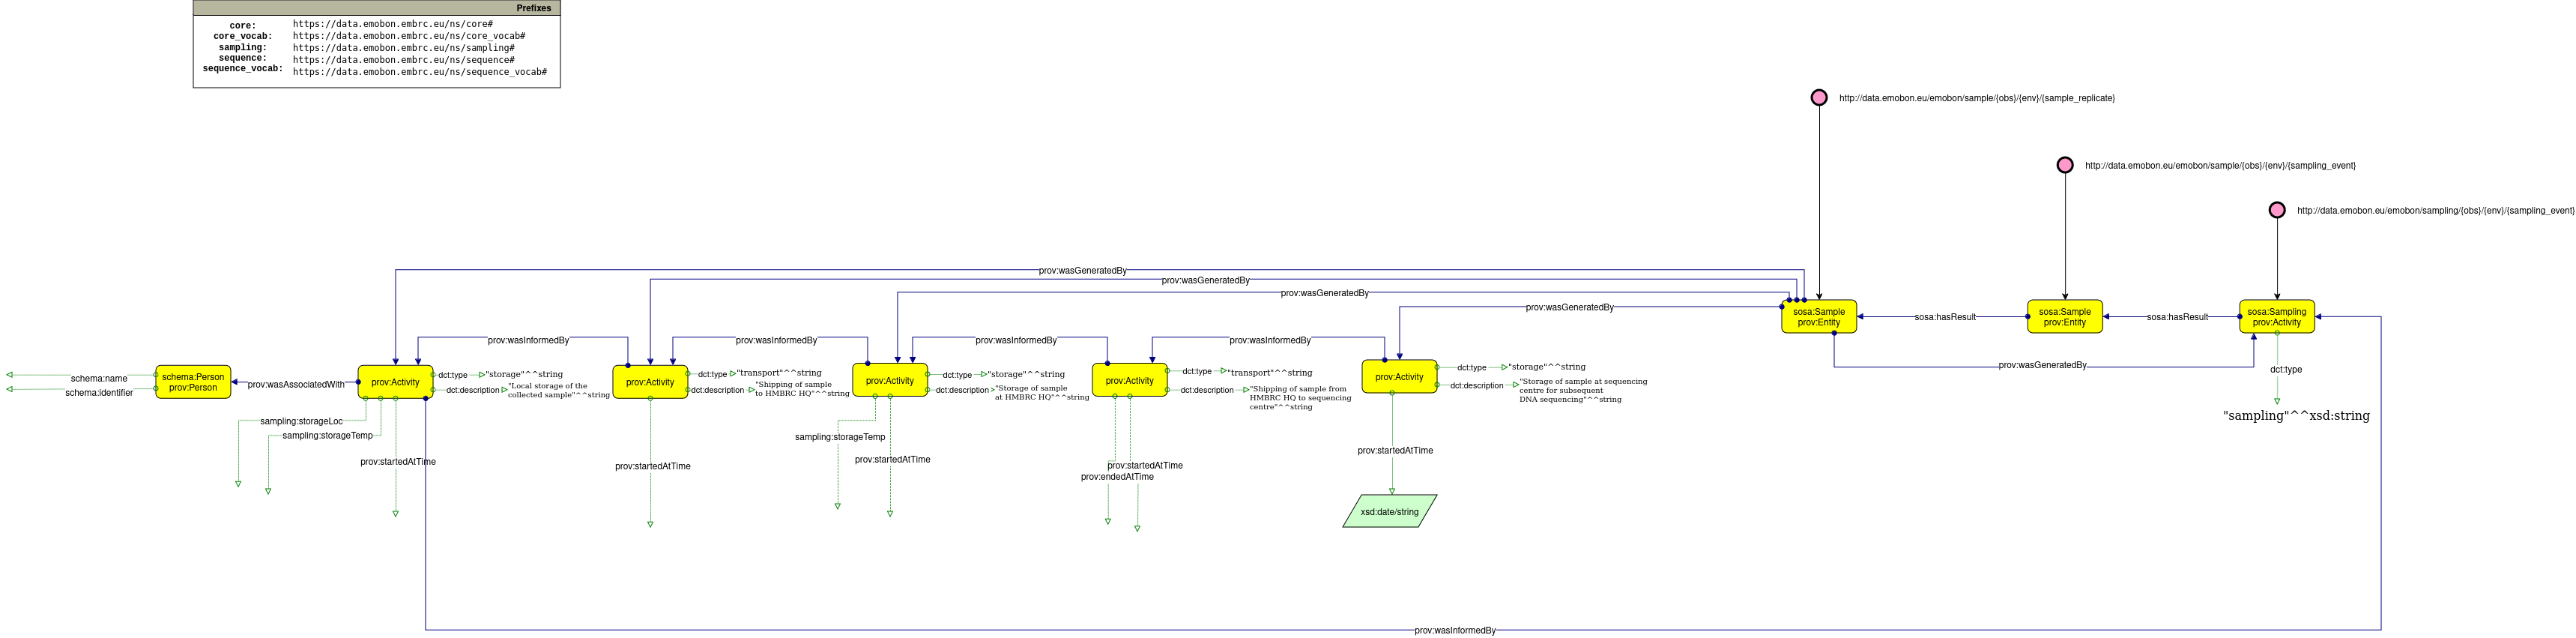 Prefixes
core: https://data.emobon.embrc.eu/ns/core#
core_vocab: https://data.emobon.embrc.eu/ns/core_vocab#
sampling: https://data.emobon.embrc.eu/ns/sampling#
sequence: https://data.emobon.embrc.eu/ns/sequence#
sequence_vocab: https://data.emobon.embrc.eu/ns/sequence_vocab#
http://data.emobon.eu/emobon/sample/{obs}/{env}/{sample_replicate}
http://data.emobon.eu/emobon/sample/{obs}/{env}/{sampling_event}
http://data.emobon.eu/emobon/sampling/{obs}/{env}/{sampling_event}
prov:wasGeneratedBy
prov:wasGeneratedBy
prov:wasGeneratedBy
prov:wasGeneratedBy
sosa:Sample
prov:Entity
sosa:hasResult
sosa:Sample
prov:Entity
sosa:hasResult
sosa:Sampling
prov:Activity
prov:wasInformedBy
prov:wasInformedBy
prov:wasInformedBy
prov:wasInformedBy
prov:wasGeneratedBy
dct:type
"sampling"^^xsd:string
schema:name
schema:identifier
schema:Person
prov:Person
prov:wasAssociatedWith
prov:Activity
dct:type
"storage"^^string
dct:description
"Local storage of the
collected sample"^^string
prov:Activity
dct:type
"transport"^^string
dct:description
"Shipping of sample
to HMBRC HQ"^^string
prov:Activity
dct:type
"storage"^^string
dct:description
"Storage of sample
at HMBRC HQ"^^string
prov:Activity
dct:type
"transport"^^string
dct:description
"Shipping of sample from
HMBRC HQ to sequencing
centre"^^string
prov:Activity
dct:type
"storage"^^string
dct:description
"Storage of sample at sequencing
centre for subsequent
DNA sequencing"^^string
sampling:storageLoc
sampling:storageTemp
prov:startedAtTime
prov:startedAtTime
sampling:storageTemp
prov:startedAtTime
prov:startedAtTime
prov:endedAtTime
prov:startedAtTime
xsd:date/string
prov:wasInformedBy